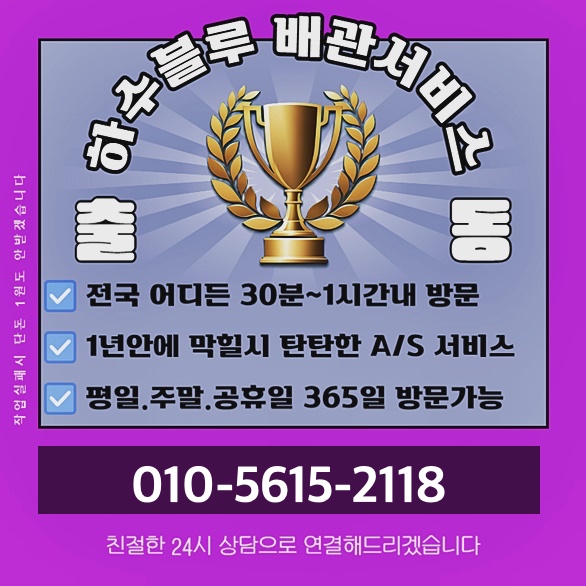 하수블루 배관서비스
출 동
전국 어디든 30분~1시간내 방문
1년안에 막힐시 탄탄한 A/S 서비스
평일.주말.공휴일 365일 방문가능
작업실패시 단돈 1원도 안받겠습니다
010-5615-2118
친절한 24시 상담으로 연결해드리겠습니다